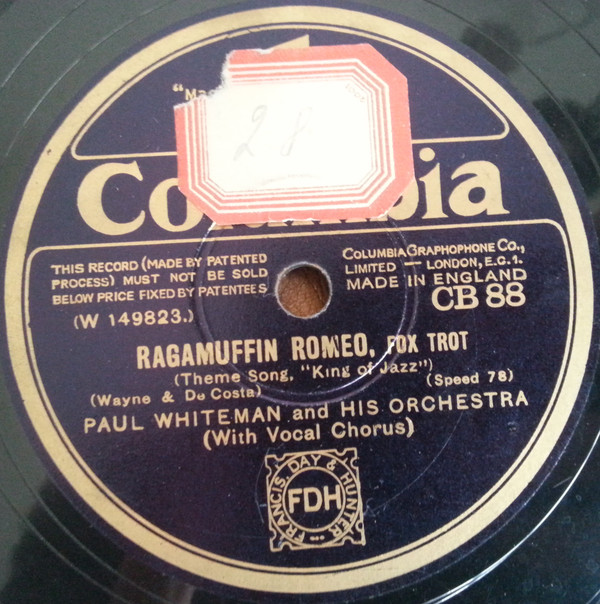 "Mag
28
Columbia
THIS RECORD (MADE BY PATENTED
PROCESS) MUST NOT BE SOLD
BELOW PRICE FIXED BY PATENTEES
(W 149823.)
COLUMBIA GRAPHOPHONE CO.,
LIMITED — LONDON, E.C.1.
MADE IN ENGLAND
CB 88
RAGAMUFFIN ROMEO. FOX TROT
(Theme Song. "King of Jazz")
(Wayne & De Costa)
(Speed 78)
PAUL WHITEMAN and HIS ORCHESTRA
(With Vocal Chorus)
FRANCIS, DAY & HUNTER
FDH